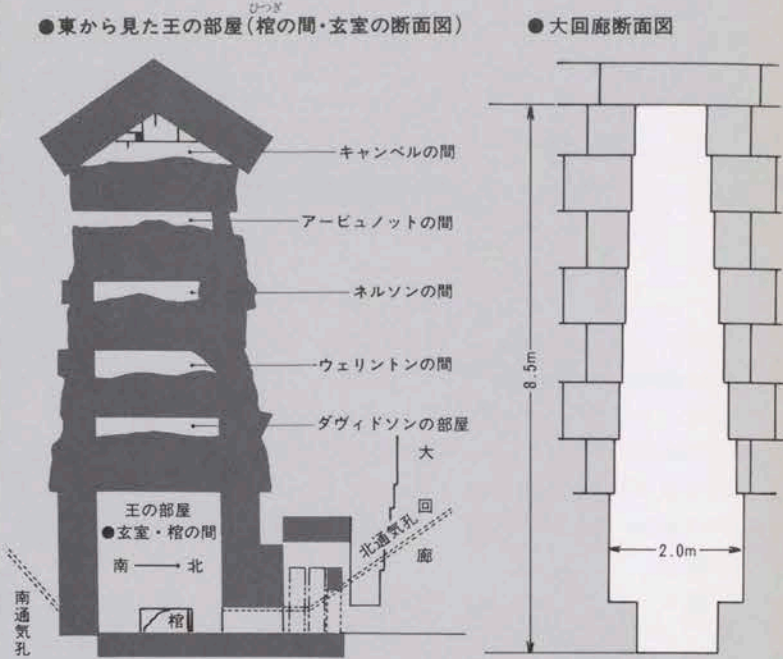 ひつぎ
●東から見た王の部屋(棺の間・玄室の断面図)
キャンベルの間
アービュノットの間
ネルソンの間
ウェリントンの間
ダヴィドソンの部屋
大回廊
王の部屋
●玄室・棺の間
南→北
北通気孔
南通気孔
棺
●大回廊断面図
8.5m
2.0m